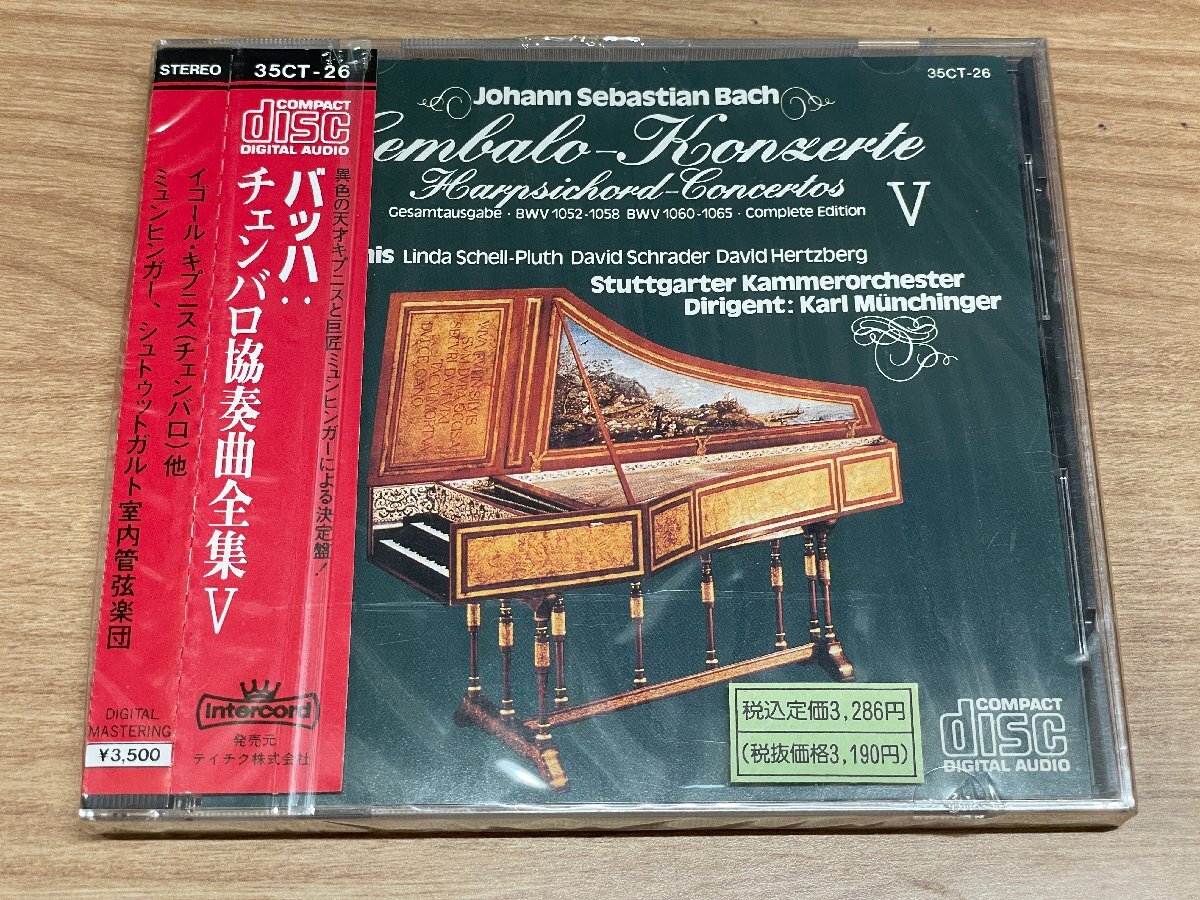 STEREO
35CT-26
COMPACT
disc
DIGITAL AUDIO
異色の天才キプニスと巨匠ミュンヒンガーによる決定盤!
バッハ:
チェンバロ協奏曲全集V
イゴール・キプニス(チェンバロ)他
ミュンヒンガー、シュトゥットガルト室内管弦楽団
DIGITAL
MASTERING
¥3,500
Intercord
発売元
テイチク株式会社
35CT-26
Johann Sebastian Bach
Cembalo-Konzerte
Harpsichord-Concertos
V
Gesamtausgabe · BWV 1052-1058 BWV 1060-1065 · Complete Edition
nis Linda Schell-Pluth David Schrader David Hertzberg
Stuttgarter Kammerorchester
Dirigent: Karl Münchinger
税込定価3,286円
(税抜価格3,190円)
COMPACT
disc
DIGITAL AUDIO